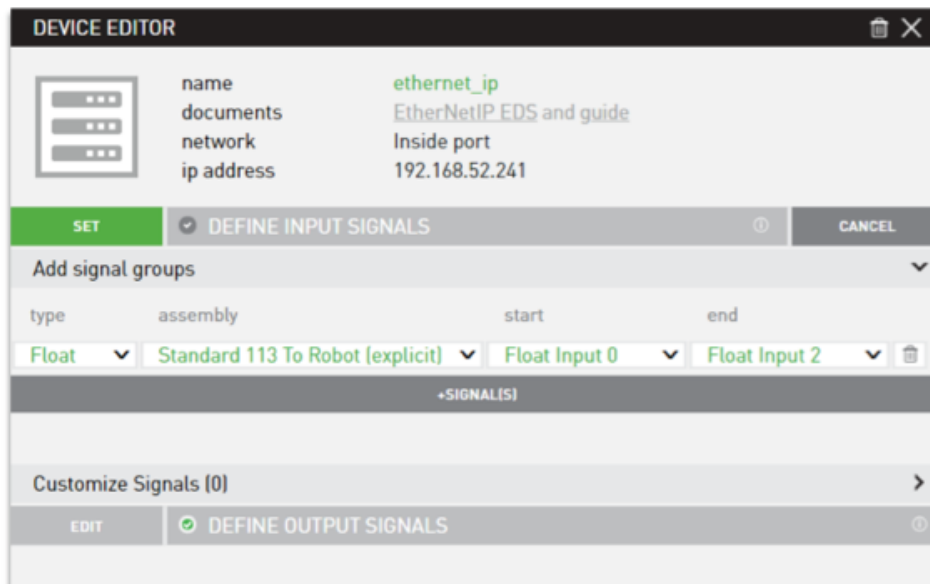 DEVICE EDITOR
name ethernet_ip
documents EtherNetIP EDS and guide
network Inside port
ip address 192.168.52.241
SET DEFINE INPUT SIGNALS CANCEL
Add signal groups
type assembly start end
Float Standard 113 To Robot (explicit) Float Input 0 Float Input 2
+SIGNAL(S)
Customize Signals (0)
EDIT DEFINE OUTPUT SIGNALS